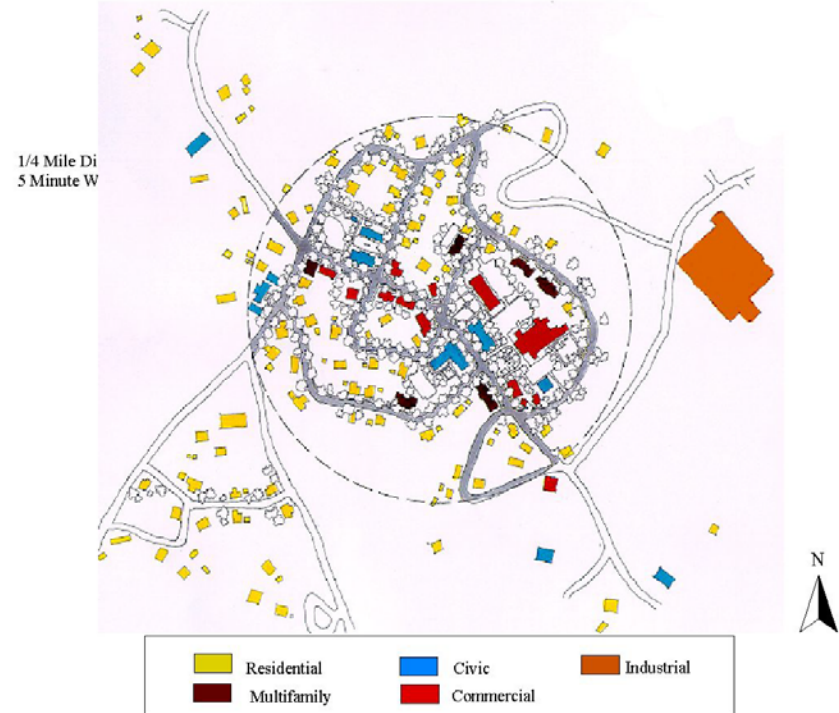 1/4 Mile Di
5 Minute W
N
Residential
Civic
Industrial
Multifamily
Commercial